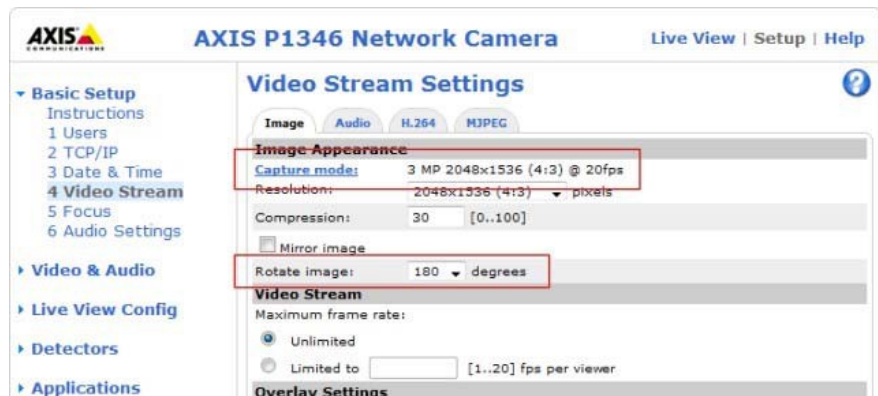 AXIS
COMMUNICATIONS
AXIS P1346 Network Camera
Live View | Setup | Help
Basic Setup
Instructions
1 Users
2 TCP/IP
3 Date & Time
4 Video Stream
5 Focus
6 Audio Settings
Video & Audio
Live View Config
Detectors
Applications
Video Stream Settings
?
Image Audio H.264 MJPEG
Image Appearance
Capture mode: 3 MP 2048x1536 (4:3) @ 20fps
Resolution: 2048x1536 (4:3) pixels
Compression: 30 [0..100]
Mirror image
Rotate image: 180 degrees
Video Stream
Maximum frame rate:
Unlimited
Limited to [1..20] fps per viewer
Overlay Settings